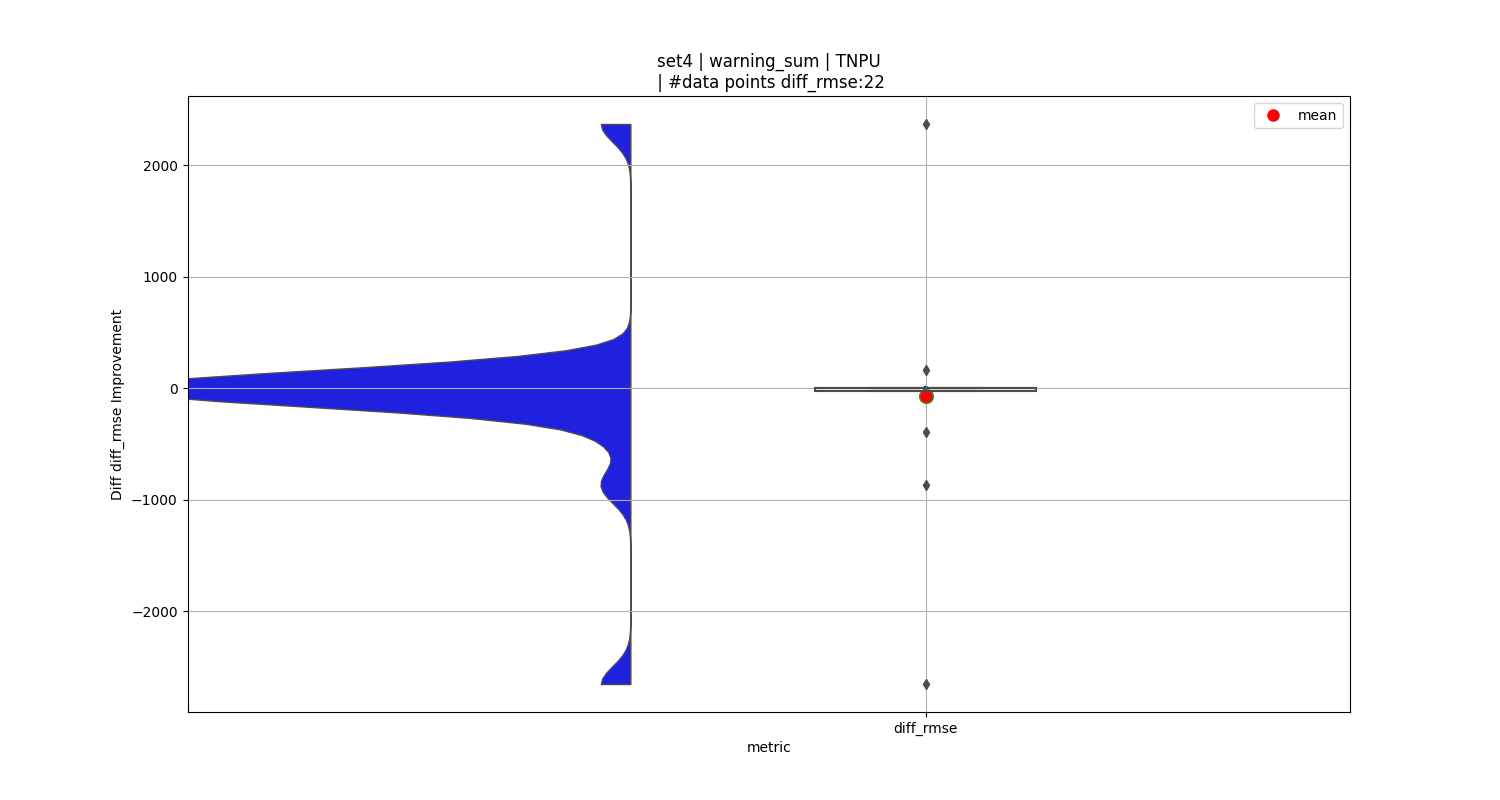 set4 | warning_sum | TNPU
| #data points diff_rmse:22
mean
2000
1000
0
−1000
−2000
Diff diff_rmse Improvement
diff_rmse
metric